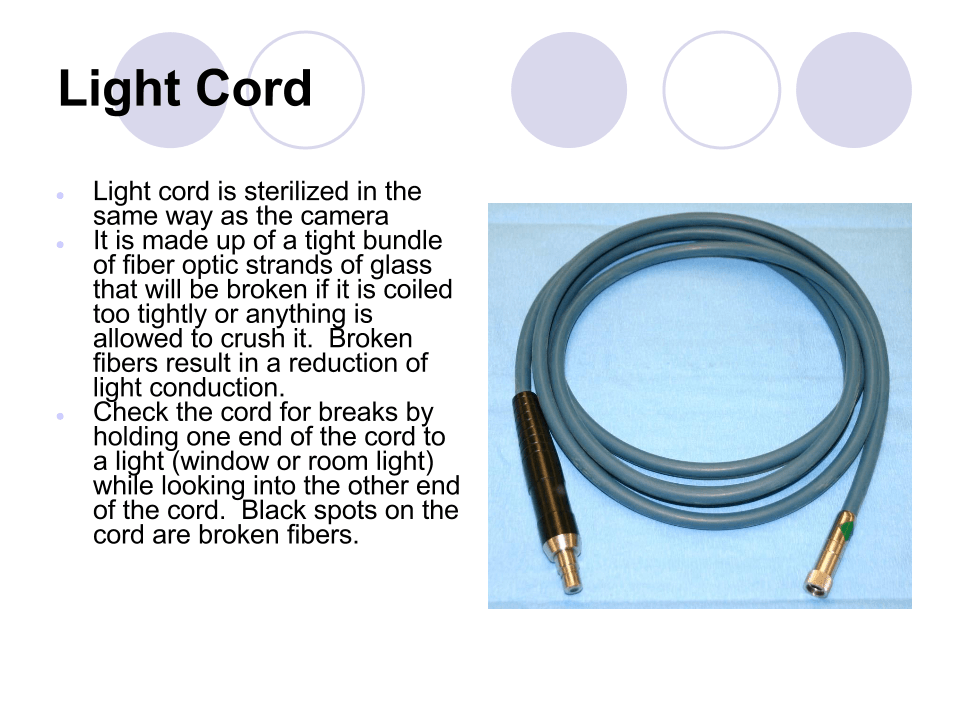 Light Cord
Light cord is sterilized in the
same way as the camera
It is made up of a tight bundle
of fiber optic strands of glass
that will be broken if it is coiled
too tightly or anything is
allowed to crush it.  Broken
fibers result in a reduction of
light conduction.
Check the cord for breaks by
holding one end of the cord to
a light (window or room light)
while looking into the other end
of the cord.  Black spots on the
cord are broken fibers.